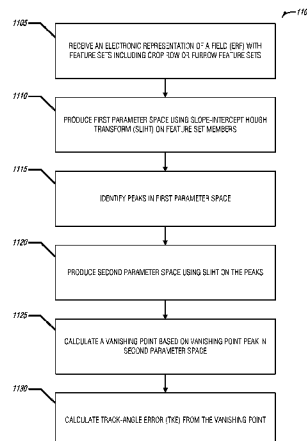 1100
1105
RECEIVE AN ELECTRONIC REPRESENTATION OF A FIELD (ERF) WITH
FEATURE SETS INCLUDING CROP ROW OR FURROW FEATURE SETS
1110
PRODUCE FIRST PARAMETER SPACE USING SLOPE-INTERCEPT HOUGH
TRANSFORM (SLIHT) ON FEATURE SET MEMBERS
1115
IDENTIFY PEAKS IN FIRST PARAMETER SPACE
1120
PRODUCE SECOND PARAMETER SPACE USING SLIHT ON THE PEAKS
1125
CALCULATE A VANISHING POINT BASED ON VANISHING POINT PEAK IN
SECOND PARAMETER SPACE
1130
CALCULATE TRACK-ANGLE ERROR (TKE) FROM THE VANISHING POINT